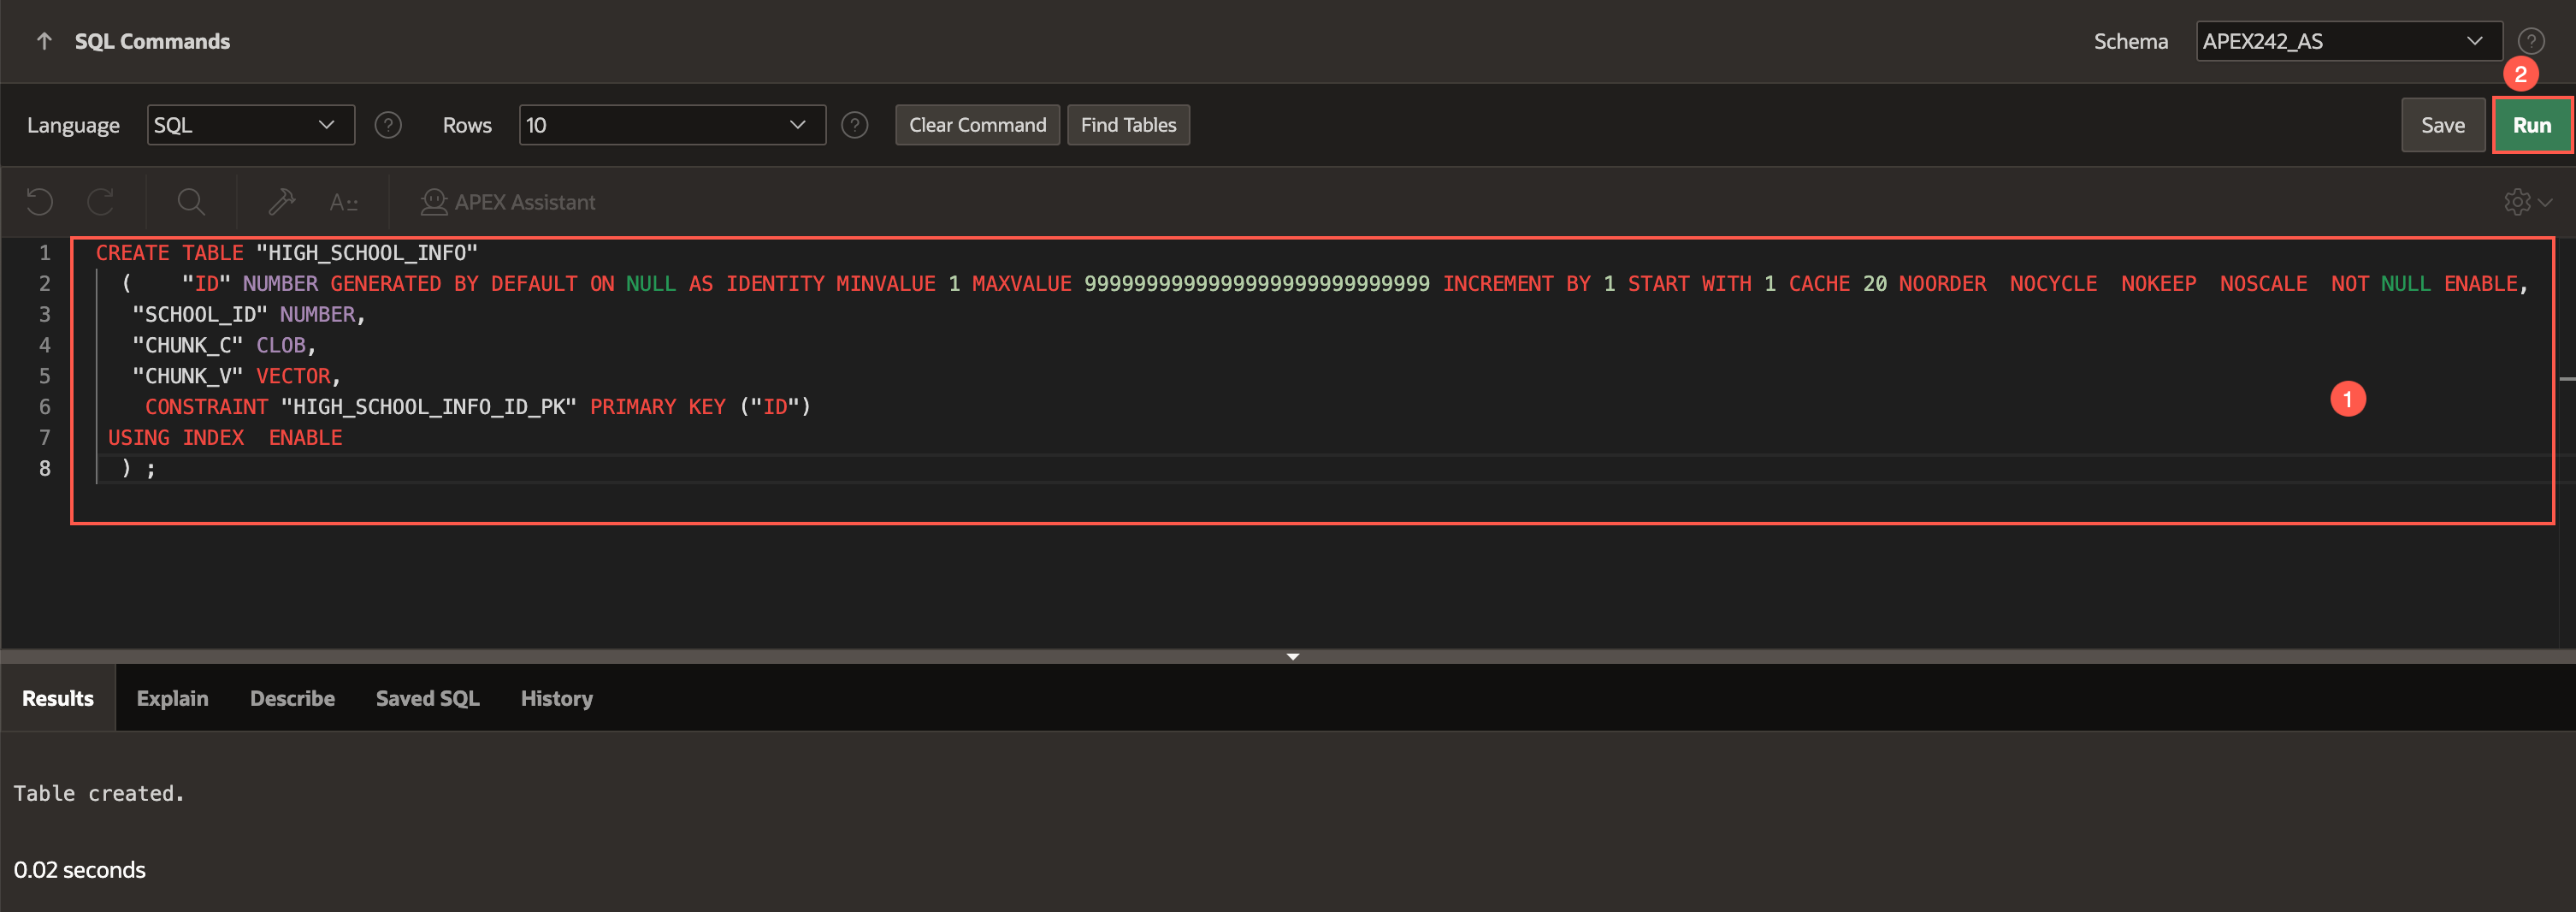 SQL Commands
Schema APEX242_AS ?
2
Language SQL ? Rows 10 ? Clear Command Find Tables Save Run
A:: APEX Assistant
1 CREATE TABLE "HIGH_SCHOOL_INFO"
2 ( "ID" NUMBER GENERATED BY DEFAULT ON NULL AS IDENTITY MINVALUE 1 MAXVALUE 9999999999999999999999999999 INCREMENT BY 1 START WITH 1 CACHE 20 NOORDER NOCYCLE NOKEEP NOSCALE NOT NULL ENABLE,
3 "SCHOOL_ID" NUMBER,
4 "CHUNK_C" CLOB,
5 "CHUNK_V" VECTOR,
6 CONSTRAINT "HIGH_SCHOOL_INFO_ID_PK" PRIMARY KEY ("ID")
1
7 USING INDEX ENABLE
8 ) ;
Results Explain Describe Saved SQL History
Table created.
0.02 seconds